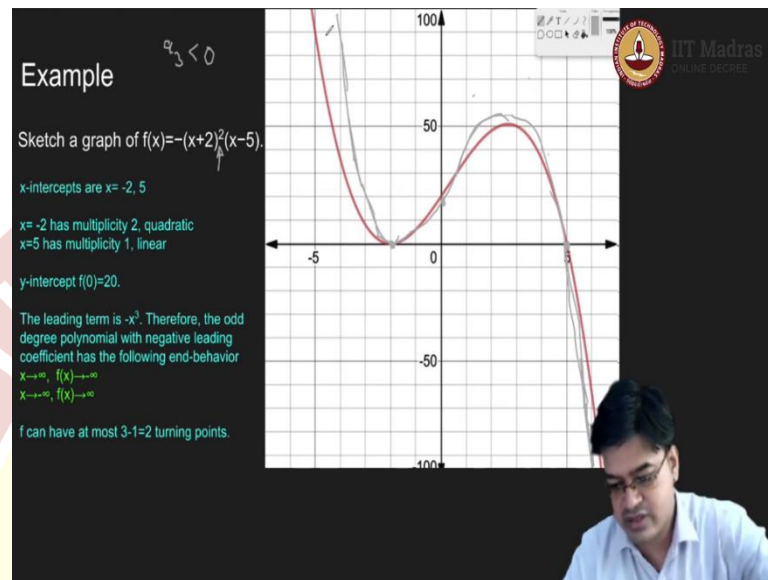 Example
a₃<0
Sketch a graph of f(x)=−(x+2)²(x−5).
x-intercepts are x= -2, 5
x= -2 has multiplicity 2, quadratic
x=5 has multiplicity 1, linear
y-intercept f(0)=20.
The leading term is -x³. Therefore, the odd
degree polynomial with negative leading
coefficient has the following end-behavior
x→∞, f(x)→-∞
x→-∞, f(x)→∞
f can have at most 3-1=2 turning points.
100
50
-5
0
5
-50
-100
IIT Madras
ONLINE DEGREE